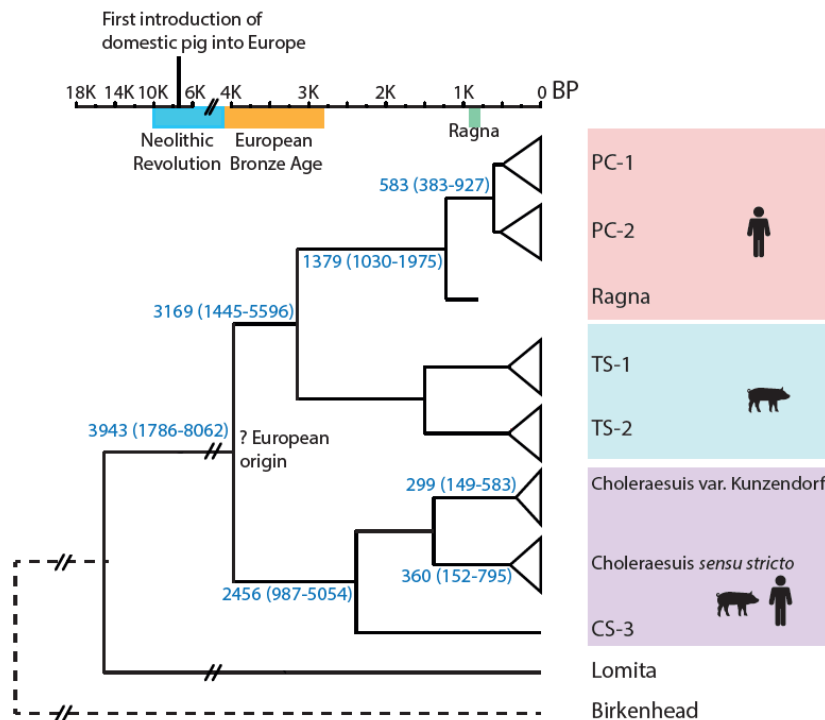 First introduction of
domestic pig into Europe
18K 14K 10K 6K 4K 3K 2K 1K 0 BP
Neolithic
Revolution
European
Bronze Age
Ragna
583 (383-927)
PC-1
PC-2
1379 (1030-1975)
Ragna
3169 (1445-5596)
TS-1
TS-2
3943 (1786-8062)
? European
origin
299 (149-583)
Choleraesuis var. Kunzendorf
Choleraesuis sensu stricto
360 (152-795)
2456 (987-5054)
CS-3
Lomita
Birkenhead